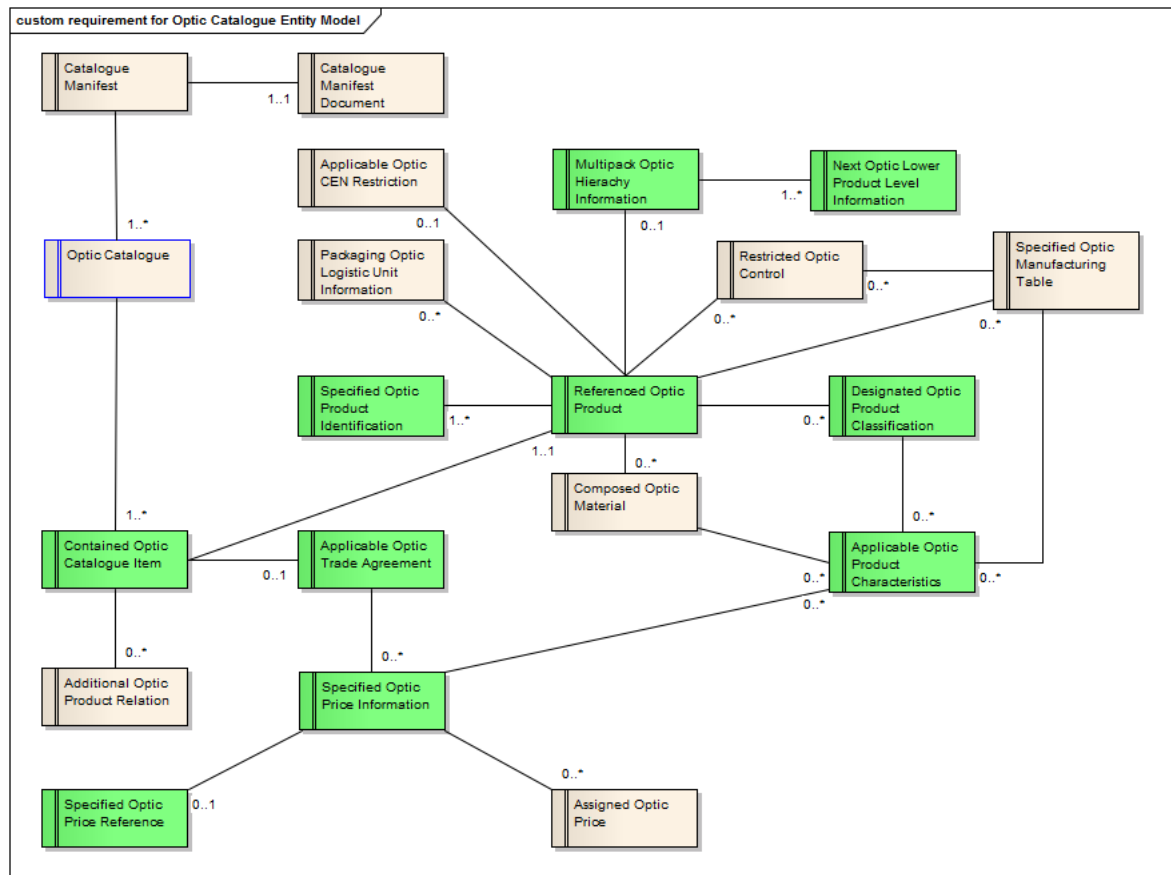 custom requirement for Optic Catalogue Entity Model
Catalogue
Manifest
1..1
Catalogue
Manifest
Document
Applicable Optic
CEN Restriction
0..1
Multipack Optic
Hierachy
Information
1..*
0..1
Next Optic Lower
Product Level
Information
1..*
Optic Catalogue
Packaging Optic
Logistic Unit
Information
0..*
Restricted Optic
Control
0..*
0..*
Specified Optic
Manufacturing
Table
0..*
Specified Optic
Product
Identification
1..*
Referenced Optic
Product
1..1
0..*
Designated Optic
Product
Classification
0..*
Composed Optic
Material
0..*
1..*
Contained Optic
Catalogue Item
0..1
Applicable Optic
Trade Agreement
0..*
0..*
Applicable Optic
Product
Characteristics
0..*
0..*
Additional Optic
Product Relation
0..*
Specified Optic
Price Information
0..*
Specified Optic
Price Reference
0..1
Assigned Optic
Price